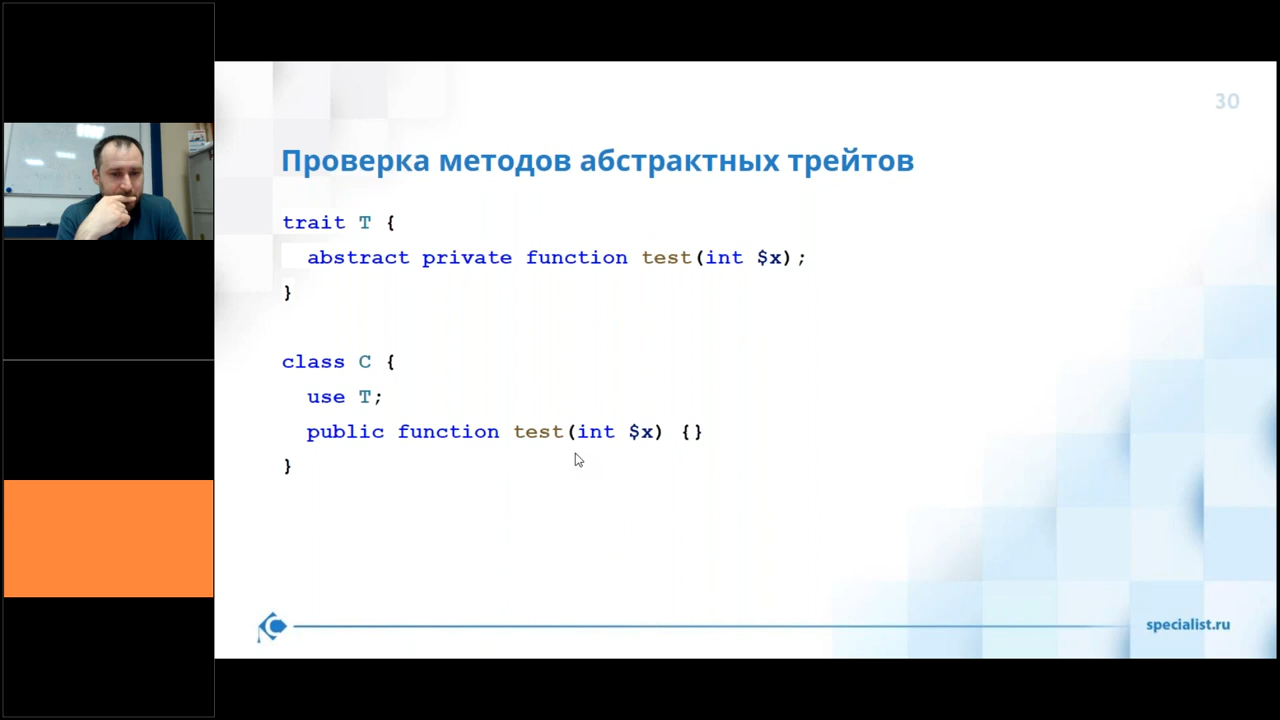 30
Проверка методов абстрактных трейтов
trait T {
abstract private function test(int $x);
}
class C {
use T;
public function test(int $x) {}
}
specialist.ru